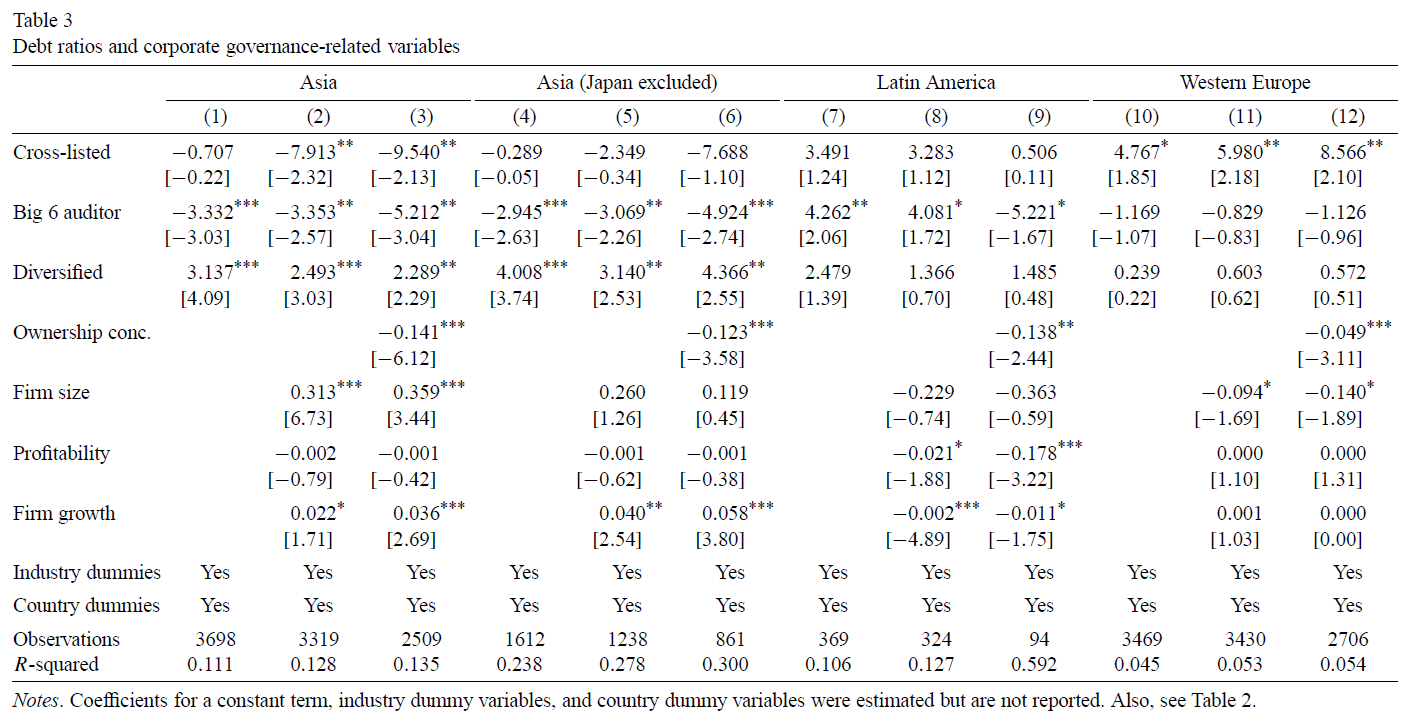 Table 3
Debt ratios and corporate governance-related variables
Asia Asia (Japan excluded) Latin America Western Europe
(1) (2) (3) (4) (5) (6) (7) (8) (9) (10) (11) (12)
Cross-listed −0.707 −7.913** −9.540** −0.289 −2.349 −7.688 3.491 3.283 0.506 4.767* 5.980** 8.566**
[−0.22] [−2.32] [−2.13] [−0.05] [−0.34] [−1.10] [1.24] [1.12] [0.11] [1.85] [2.18] [2.10]
Big 6 auditor −3.332*** −3.353** −5.212** −2.945*** −3.069** −4.924*** 4.262** 4.081* −5.221* −1.169 −0.829 −1.126
[−3.03] [−2.57] [−3.04] [−2.63] [−2.26] [−2.74] [2.06] [1.72] [−1.67] [−1.07] [−0.83] [−0.96]
Diversified 3.137*** 2.493*** 2.289** 4.008*** 3.140** 4.366** 2.479 1.366 1.485 0.239 0.603 0.572
[4.09] [3.03] [2.29] [3.74] [2.53] [2.55] [1.39] [0.70] [0.48] [0.22] [0.62] [0.51]
Ownership conc. −0.141*** −0.123*** −0.138** −0.049***
[−6.12] [−3.58] [−2.44] [−3.11]
Firm size 0.313*** 0.359*** 0.260 0.119 −0.229 −0.363 −0.094* −0.140*
[6.73] [3.44] [1.26] [0.45] [−0.74] [−0.59] [−1.69] [−1.89]
Profitability −0.002 −0.001 −0.001 −0.001 −0.021* −0.178*** 0.000 0.000
[−0.79] [−0.42] [−0.62] [−0.38] [−1.88] [−3.22] [1.10] [1.31]
Firm growth 0.022* 0.036*** 0.040** 0.058*** −0.002*** −0.011* 0.001 0.000
[1.71] [2.69] [2.54] [3.80] [−4.89] [−1.75] [1.03] [0.00]
Industry dummies Yes Yes Yes Yes Yes Yes Yes Yes Yes Yes Yes Yes
Country dummies Yes Yes Yes Yes Yes Yes Yes Yes Yes Yes Yes Yes
Observations 3698 3319 2509 1612 1238 861 369 324 94 3469 3430 2706
R-squared 0.111 0.128 0.135 0.238 0.278 0.300 0.106 0.127 0.592 0.045 0.053 0.054
Notes. Coefficients for a constant term, industry dummy variables, and country dummy variables were estimated but are not reported. Also, see Table 2.